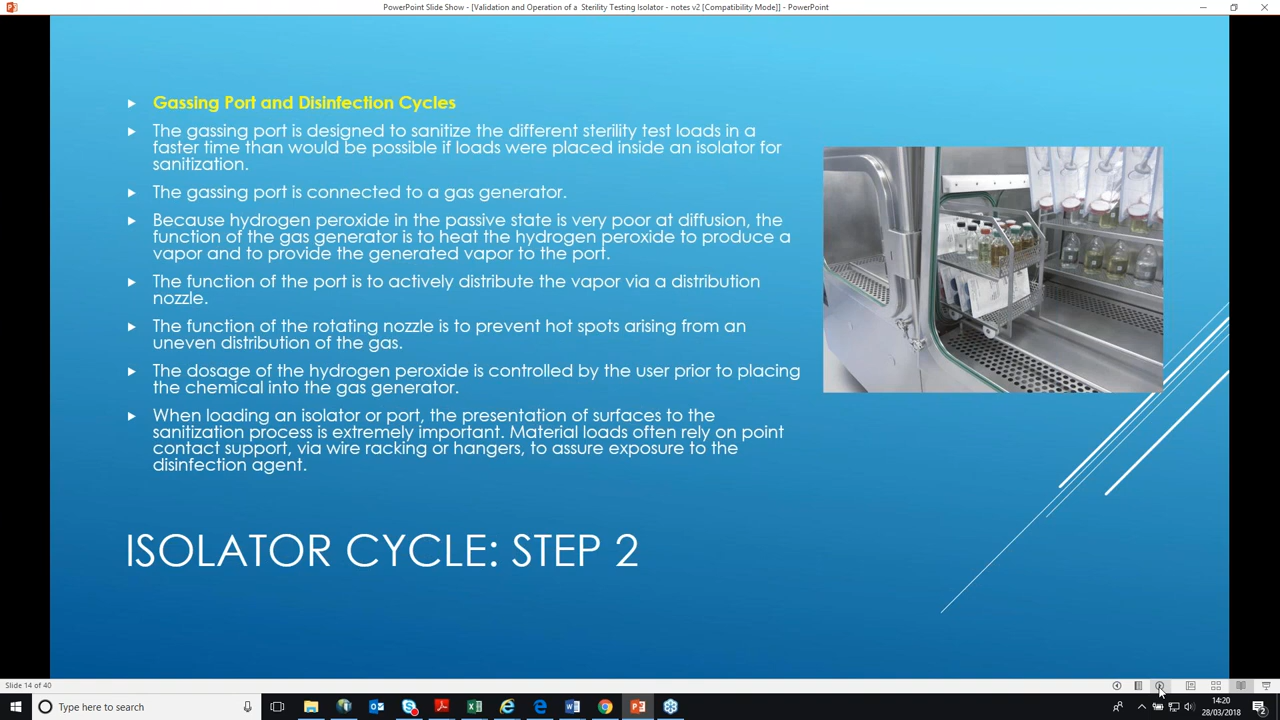 PowerPoint Slide Show - [Validation and Operation of a Sterility Testing Isolator - notes v2 [Compatibility Mode]] - PowerPoint
Gassing Port and Disinfection Cycles
The gassing port is designed to sanitize the different sterility test loads in a
faster time than would be possible if loads were placed inside an isolator for
sanitization.
The gassing port is connected to a gas generator.
Because hydrogen peroxide in the passive state is very poor at diffusion, the
function of the gas generator is to heat the hydrogen peroxide to produce a
vapor and to provide the generated vapor to the port.
The function of the port is to actively distribute the vapor via a distribution
nozzle.
The function of the rotating nozzle is to prevent hot spots arising from an
uneven distribution of the gas.
The dosage of the hydrogen peroxide is controlled by the user prior to placing
the chemical into the gas generator.
When loading an isolator or port, the presentation of surfaces to the
sanitization process is extremely important. Material loads often rely on point
contact support, via wire racking or hangers, to assure exposure to the
disinfection agent.
ISOLATOR CYCLE: STEP 2
Slide 14 of 40
Type here to search
14:20
28/03/2018
2